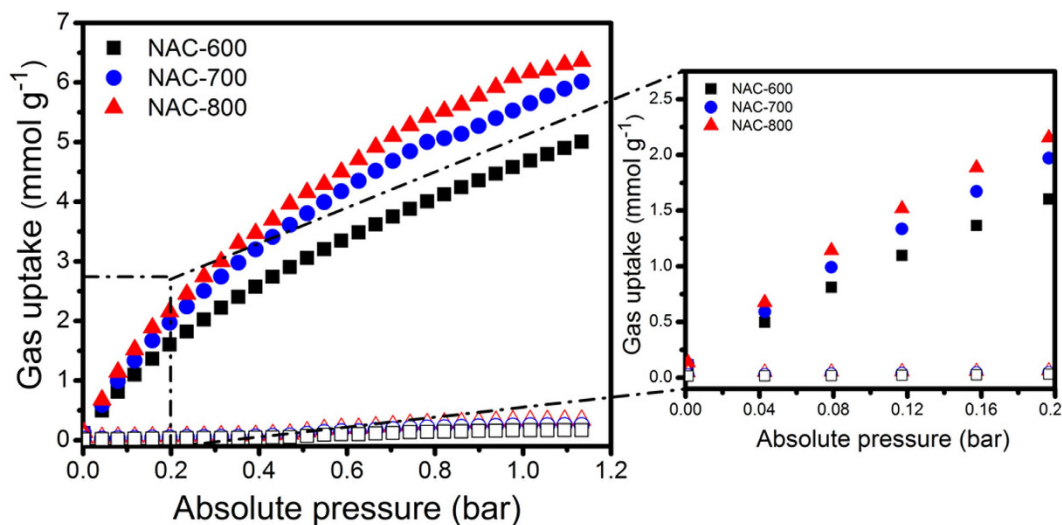 7
6
5
4
3
2
1
0
Gas uptake (mmol g⁻¹)
NAC-600
NAC-700
NAC-800
0.0 0.2 0.4 0.6 0.8 1.0 1.2
Absolute pressure (bar)
2.5
2.0
1.5
1.0
0.5
0.0
Gas uptake (mmol g⁻¹)
NAC-600
NAC-700
NAC-800
0.00 0.04 0.08 0.12 0.16 0.2
Absolute pressure (bar)